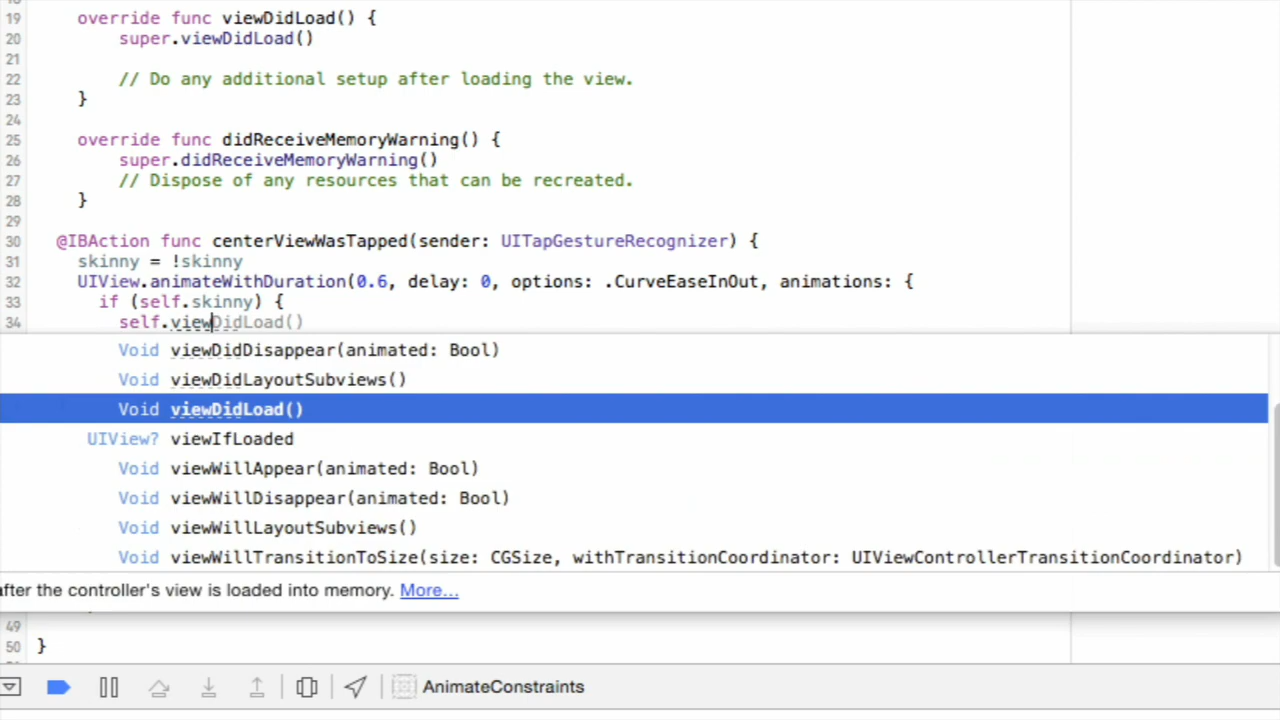 19 override func viewDidLoad() {
20 super.viewDidLoad()
21
22 // Do any additional setup after loading the view.
23 }
24
25 override func didReceiveMemoryWarning() {
26 super.didReceiveMemoryWarning()
27 // Dispose of any resources that can be recreated.
28 }
29
30 @IBAction func centerViewWasTapped(sender: UITapGestureRecognizer) {
31 skinny = !skinny
32 UIView.animateWithDuration(0.6, delay: 0, options: .CurveEaseInOut, animations: {
33 if (self.skinny) {
34 self.viewDidLoad()
Void viewDidDisappear(animated: Bool)
Void viewDidLayoutSubviews()
Void viewDidLoad()
UIView? viewIfLoaded
Void viewWillAppear(animated: Bool)
Void viewWillDisappear(animated: Bool)
Void viewWillLayoutSubviews()
Void viewWillTransitionToSize(size: CGSize, withTransitionCoordinator: UIViewControllerTransitionCoordinator)
after the controller's view is loaded into memory. More...
49
50 }
AnimateConstraints